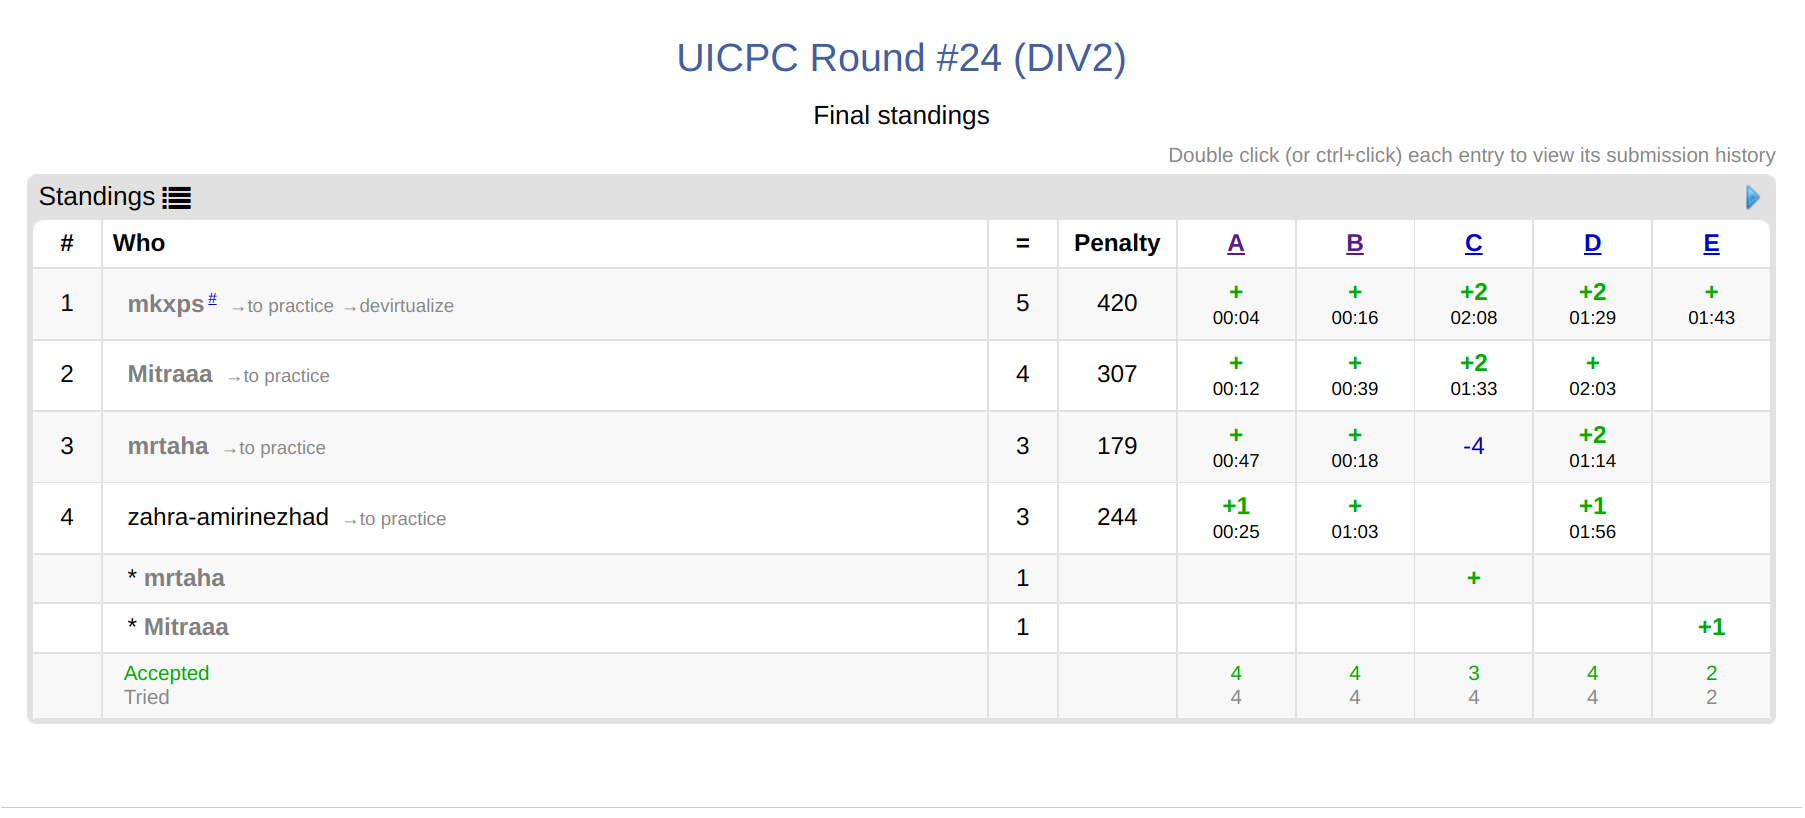 UICPC Round #24 (DIV2)
Final standings
Double click (or ctrl+click) each entry to view its submission history
Standings
# Who = Penalty A B C D E
1 mkxps # →to practice →devirtualize 5 420 + 00:04 + 00:16 +2 02:08 +2 01:29 + 01:43
2 Mitraaa →to practice 4 307 + 00:12 + 00:39 +2 01:33 + 02:03
3 mrtaha →to practice 3 179 + 00:47 + 00:18 -4 +2 01:14
4 zahra-amirinezhad →to practice 3 244 +1 00:25 + 01:03 +1 01:56
* mrtaha 1 +
* Mitraaa 1 +1
Accepted 4 4 3 4 2
Tried 4 4 4 4 2